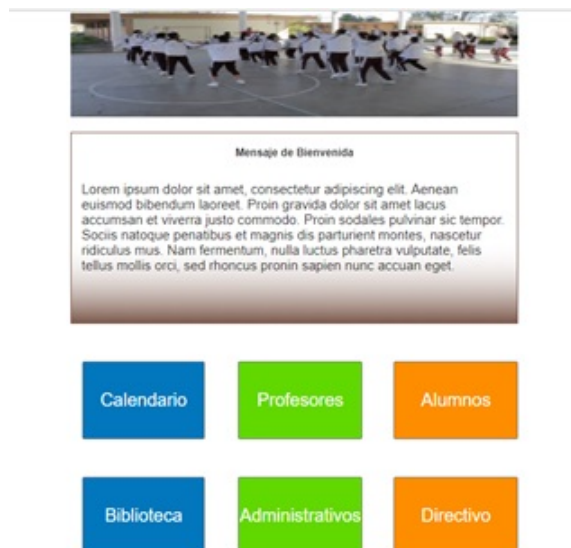 Mensaje de Bienvenida
Lorem ipsum dolor sit amet, consectetur adipiscing elit. Aenean
euismod bibendum laoreet. Proin gravida dolor sit amet lacus
accumsan et viverra justo commodo. Proin sodales pulvinar sic tempor.
Sociis natoque penatibus et magnis dis parturient montes, nascetur
ridiculus mus. Nam fermentum, nulla luctus pharetra vulputate, felis
tellus mollis orci, sed rhoncus pronin sapien nunc accuan eget.
Calendario Profesores Alumnos
Biblioteca Administrativos Directivo